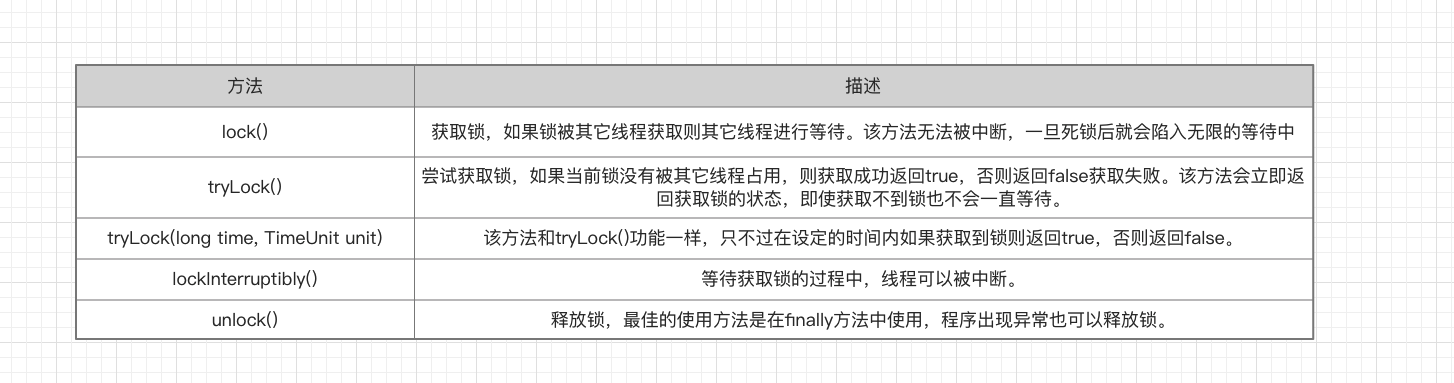 方法
描述
lock()
获取锁，如果锁被其它线程获取则其它线程进行等待。该方法无法被中断，一旦死锁后就会陷入无限的等待中
tryLock()
尝试获取锁，如果当前锁没有被其它线程占用，则获取成功返回true，否则返回false获取失败。该方法会立即返
回获取锁的状态，即使获取不到锁也不会一直等待。
tryLock(long time, TimeUnit unit)
该方法和tryLock()功能一样，只不过在设定的时间内如果获取到锁则返回true，否则返回false。
lockInterruptibly()
等待获取锁的过程中，线程可以被中断。
unlock()
释放锁，最佳的使用方法是在finally方法中使用，程序出现异常也可以释放锁。